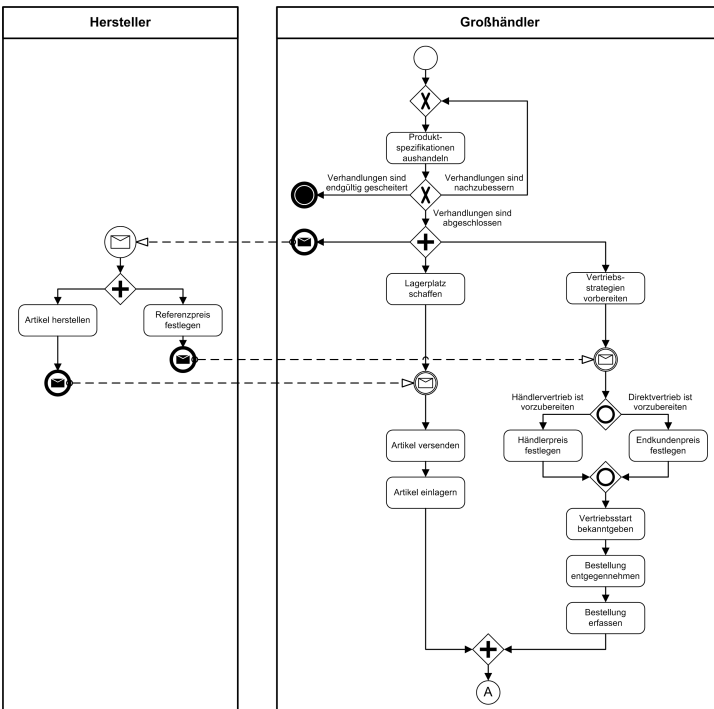 Hersteller
Großhändler
Produkt-
spezifikationen
aushandeln
Verhandlungen sind
endgültig gescheitert
Verhandlungen sind
nachzubessern
Verhandlungen sind
abgeschlossen
Lagerplatz
schaffen
Vertriebs-
strategien
vorbereiten
Artikel herstellen
Referenzpreis
festlegen
Händlervertrieb ist
vorzubereiten
Direktvertrieb ist
vorzubereiten
Artikel versenden
Händlerpreis
festlegen
Endkundenpreis
festlegen
Artikel einlagern
Vertriebsstart
bekanntgeben
Bestellung
entgegennehmen
Bestellung
erfassen
A